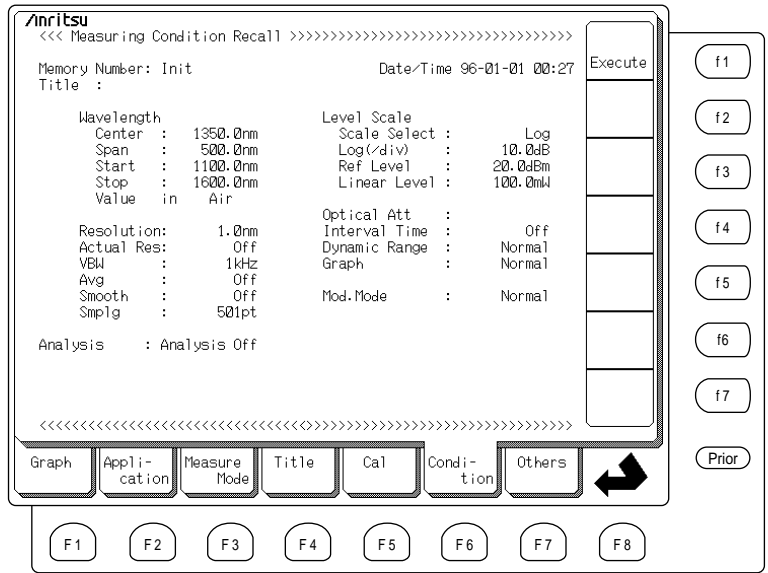 Anritsu
<<< Measuring Condition Recall >>>>>>>>>>>>>>>>>>>>>>>>>>>>>>>>>>>
Memory Number: Init Date/Time 96-01-01 00:27
Title :
Wavelength
Center : 1350.0nm
Span : 500.0nm
Start : 1100.0nm
Stop : 1600.0nm
Value in Air
Resolution: 1.0nm
Actual Res: Off
VBW : 1kHz
Avg : Off
Smooth : Off
Smplg : 501pt
Level Scale
Scale Select : Log
Log(/div) : 10.0dB
Ref Level : 20.0dBm
Linear Level : 100.0mW
Optical Att :
Interval Time : Off
Dynamic Range : Normal
Graph : Normal
Mod.Mode : Normal
Analysis : Analysis Off
<<<<<<<<<<<<<<<<<<<<<<<<<<<<<<<<<>>>>>>>>>>>>>>>>>>>>>>>>>>>>>>>>>
Execute
f1
f2
f3
f4
f5
f6
f7
Prior
Graph
Appli-
cation
Measure
Mode
Title
Cal
Condi-
tion
Others
F1
F2
F3
F4
F5
F6
F7
F8